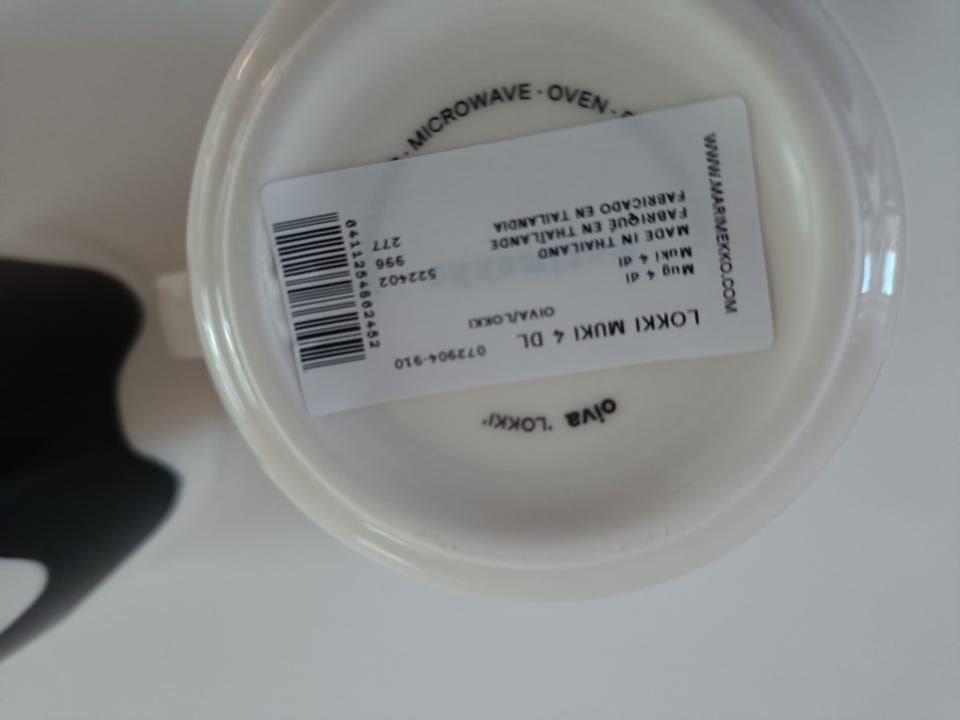 MICROWAVE · OVEN ·
oiva 'LOKKI'
LOKKI MUKI 4 DL 072904-910
OIVA/LOKKI
Mug 4 dl
Muki 4 dl
MADE IN THAILAND 522402
FABRIQUÉ EN THAÏLANDE 996
FABRICADO EN TAILANDIA 277
6411254862452
WWW.MARIMEKKO.COM